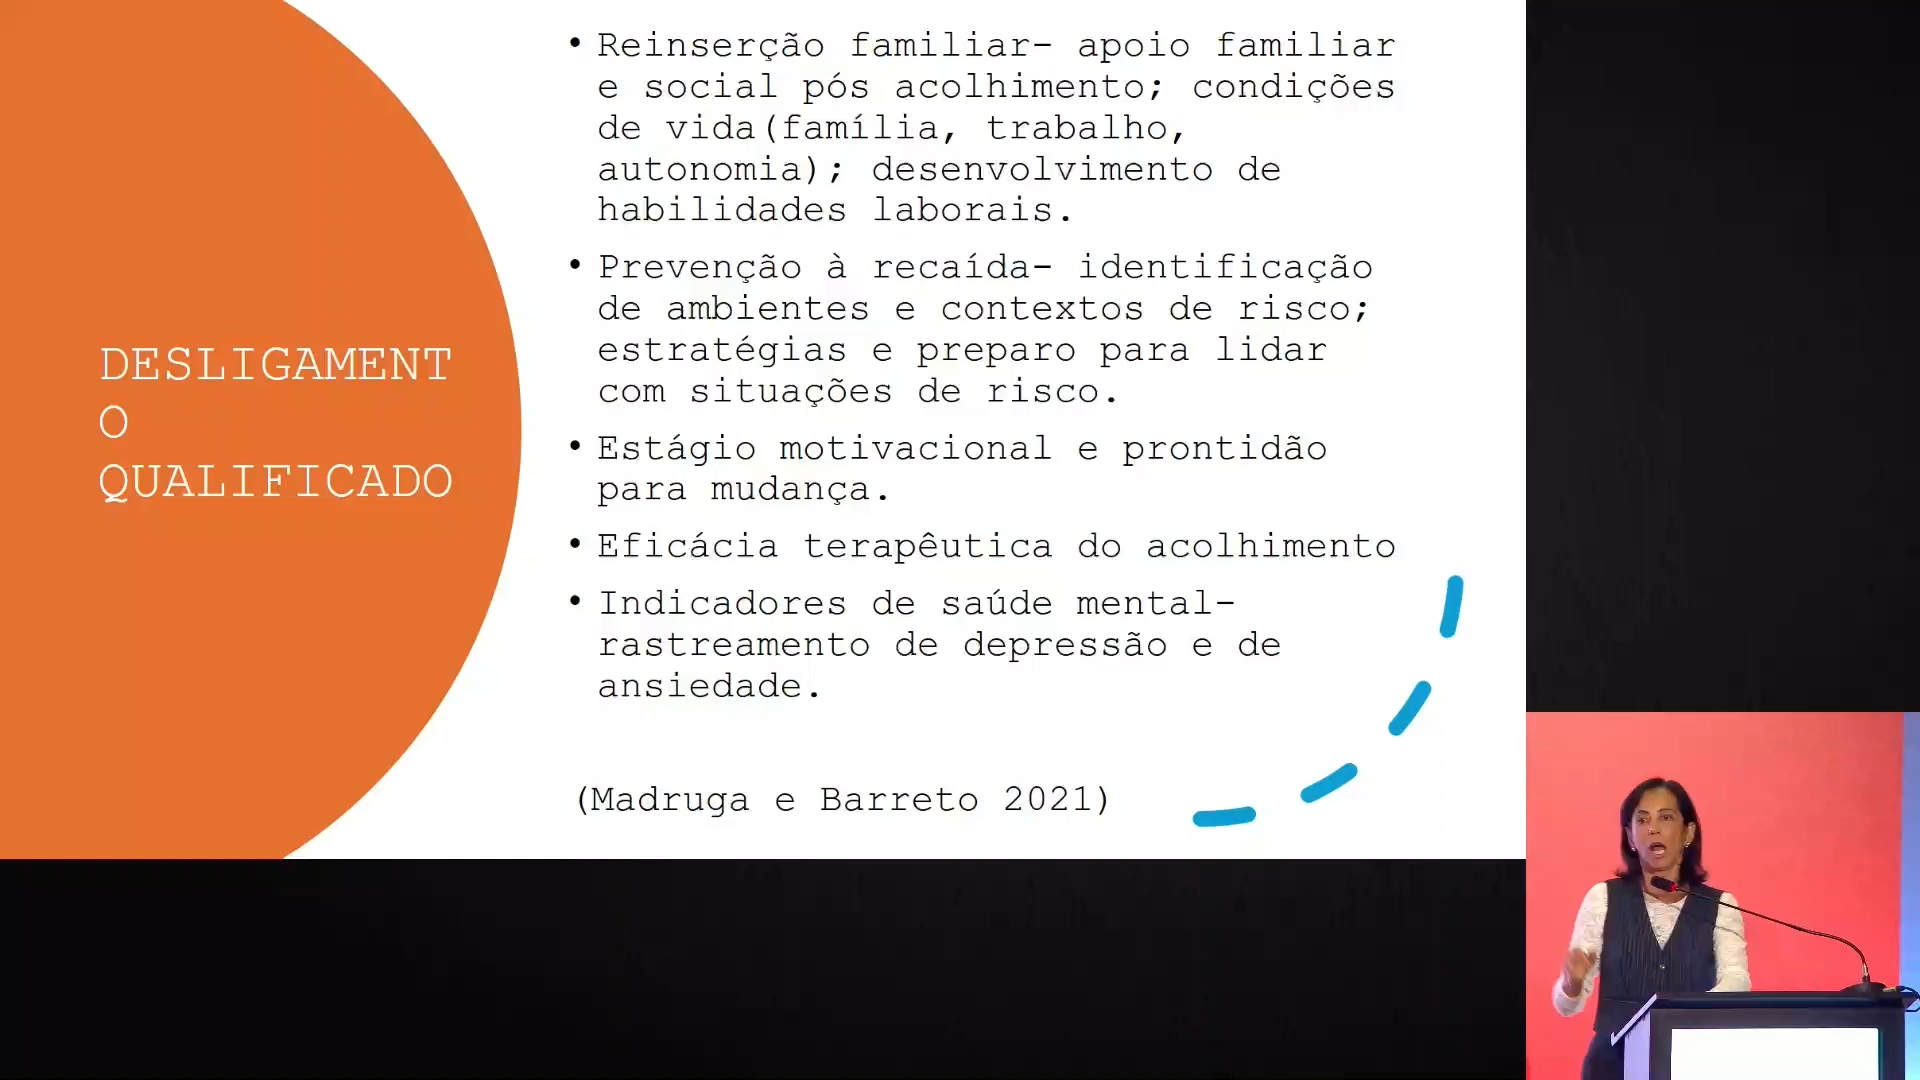 DESLIGAMENT
O
QUALIFICADO
• Reinserção familiar- apoio familiar
e social pós acolhimento; condições
de vida(família, trabalho,
autonomia); desenvolvimento de
habilidades laborais.
• Prevenção à recaída- identificação
de ambientes e contextos de risco;
estratégias e preparo para lidar
com situações de risco.
• Estágio motivacional e prontidão
para mudança.
• Eficácia terapêutica do acolhimento
• Indicadores de saúde mental-
rastreamento de depressão e de
ansiedade.
(Madruga e Barreto 2021)